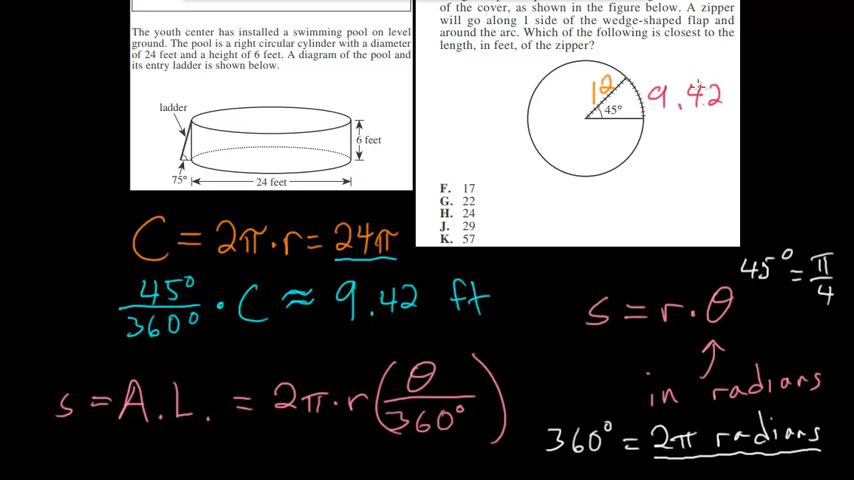 The youth center has installed a swimming pool on level
ground. The pool is a right circular cylinder with a diameter
of 24 feet and a height of 6 feet. A diagram of the pool and
its entry ladder is shown below.
ladder
6 feet
75°
24 feet
of the cover, as shown in the figure below. A zipper
will go along 1 side of the wedge-shaped flap and
around the arc. Which of the following is closest to the
length, in feet, of the zipper?
12
45°
9.42
F. 17
G. 22
H. 24
J. 29
K. 57
C = 2π·r = 24π
45°/360° · C ≈ 9.42 ft
s = A.L. = 2π·r(θ/360°)
45° = π/4
s = r·θ
in radians
360° = 2π radians